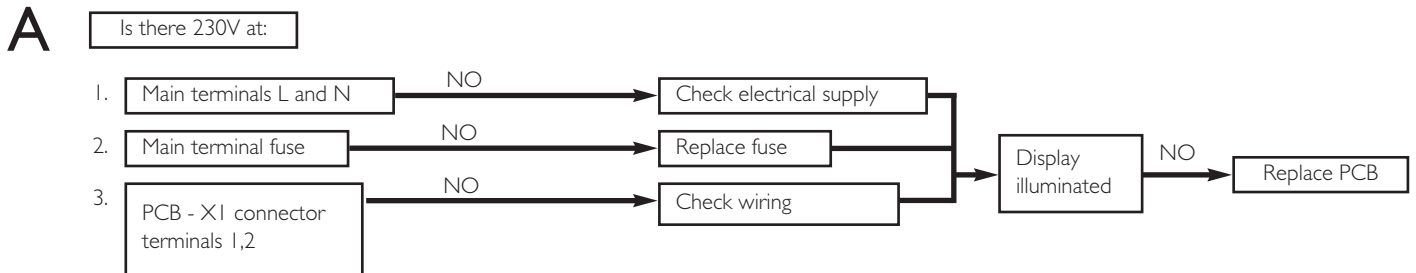 A
Is there 230V at:
1. Main terminals L and N
NO
Check electrical supply
2. Main terminal fuse
NO
Replace fuse
3. PCB - X1 connector
terminals 1,2
NO
Check wiring
Display
illuminated
NO
Replace PCB